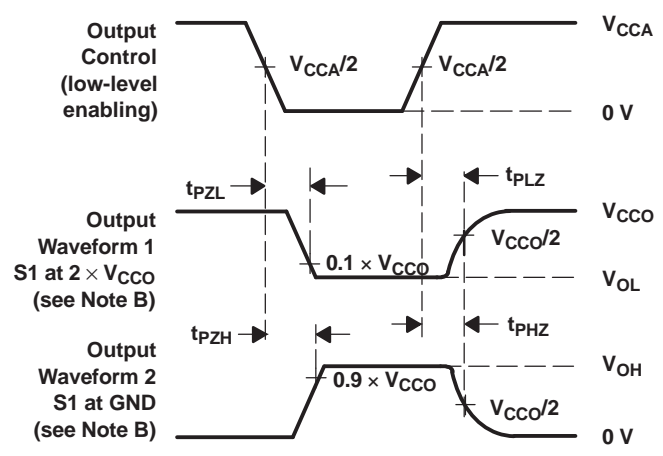 Output
Control
(low-level
enabling)
V_CCA/2
V_CCA/2
V_CCA
0 V
t_PZL
t_PLZ
Output
Waveform 1
S1 at 2 × V_CCO
(see Note B)
0.1 × V_CCO
V_CCO/2
V_CCO
V_OL
t_PZH
t_PHZ
Output
Waveform 2
S1 at GND
(see Note B)
0.9 × V_CCO
V_CCO/2
V_OH
0 V